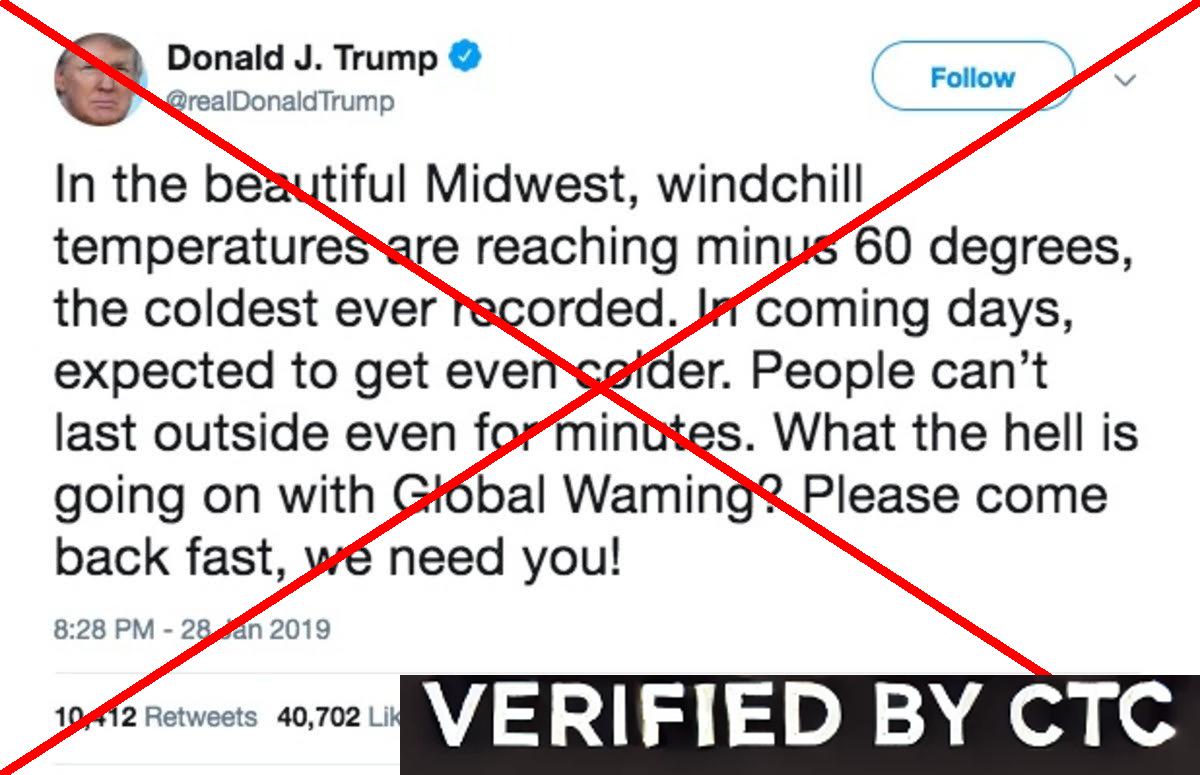 Donald J. Trump
@realDonaldTrump
Follow
In the beautiful Midwest, windchill
temperatures are reaching minus 60 degrees,
the coldest ever recorded. In coming days,
expected to get even colder. People can’t
last outside even for minutes. What the hell is
going on with Global Waming? Please come
back fast, we need you!
8:28 PM - 28 Jan 2019
10,412 Retweets 40,702 Lik
VERIFIED BY CTC